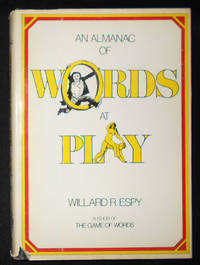 AN ALMANAC
OF
WORDS
AT
PLAY
WILLARD R. ESPY
AUTHOR OF
THE GAME OF WORDS